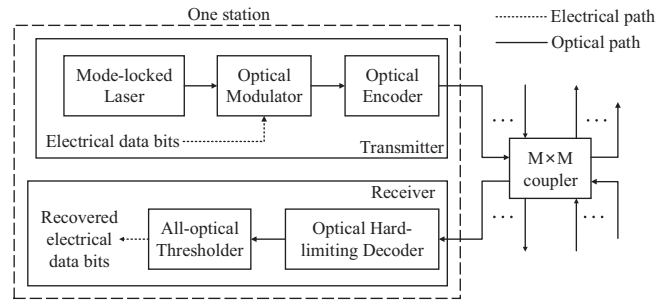 One station
Electrical path
Optical path
Mode-locked
Laser
Optical
Modulator
Optical
Encoder
Electrical data bits
Transmitter
...
...
M×M
coupler
Receiver
Recovered
electrical
data bits
All-optical
Thresholder
Optical Hard-
limiting Decoder
...
...